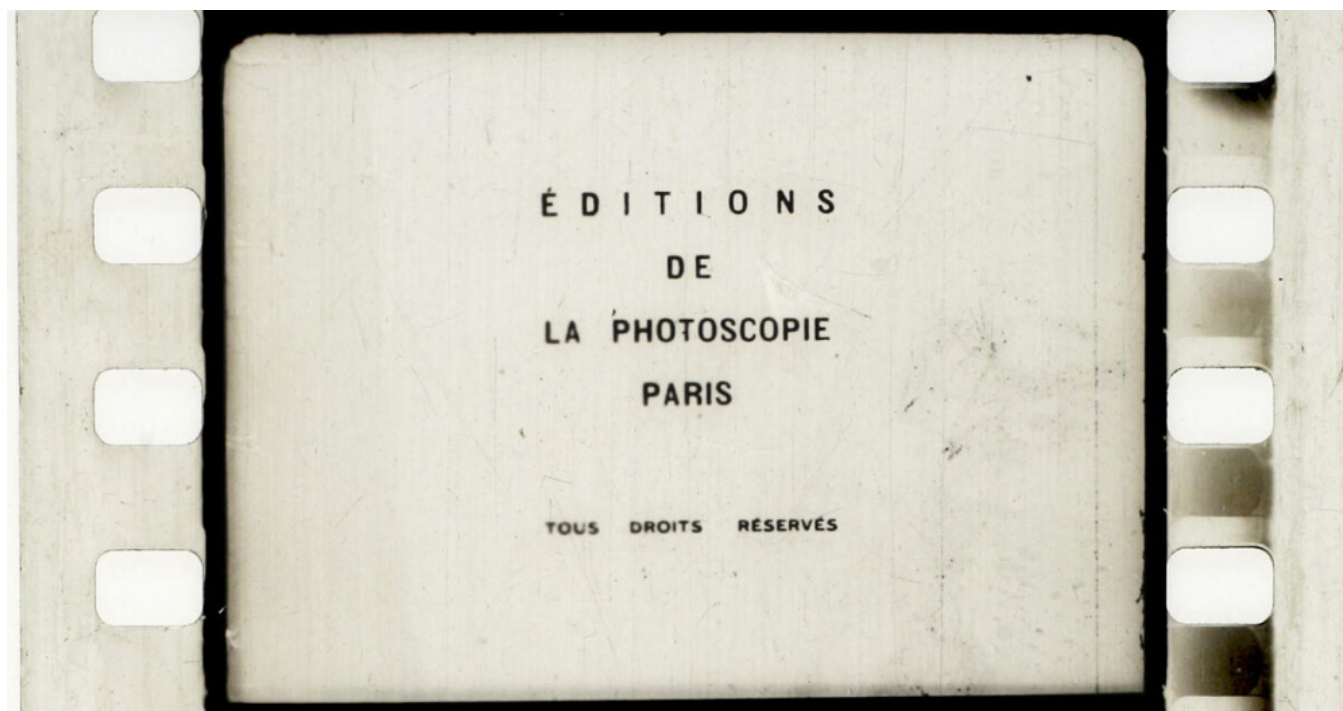 ÉDITIONS
DE
LA PHOTOSCOPIE
PARIS
TOUS DROITS RÉSERVÉS